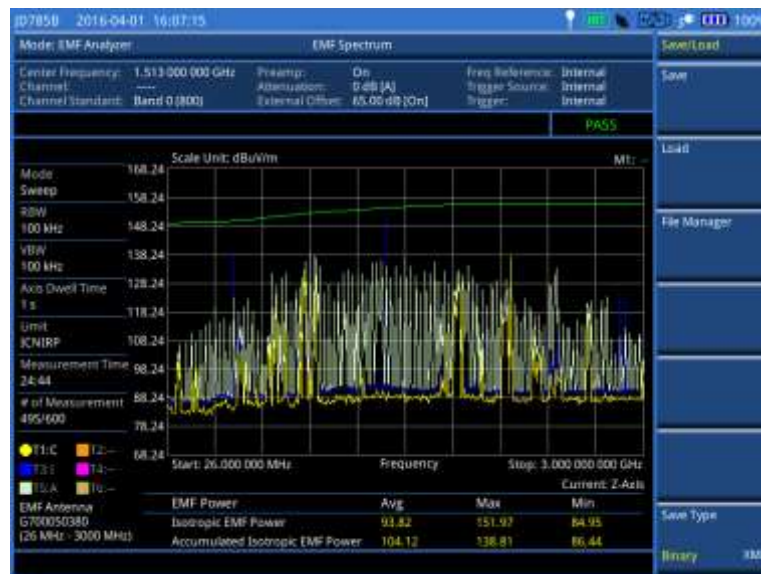 JD785B 2016-04-01 16:07:15
100%
Mode: EMF Analyzer EMF Spectrum Save/Load
Center Frequency: 1.513 000 000 GHz Preamp: On Freq Reference: Internal
Channel: ---- Attenuation: 0 dB [A] Trigger Source: Internal
Channel Standard: Band 0 [800] External Offset: 65.00 dB [On] Trigger: Internal
Save
PASS
Load
Scale Unit: dBuV/m M1: --
Mode
Sweep
168.24
158.24
RBW
100 kHz
148.24
File Manager
VBW
100 kHz
138.24
Axis Dwell Time
1 s
128.24
118.24
Limit
ICNIRP
108.24
Measurement Time
24:44
98.24
# of Measurement
495/600
88.24
78.24
68.24
T1:C T2:--
T4:--
T5:A T6:--
Start: 26.000 000 MHz Frequency Stop: 3.000 000 000 GHz
Current: Z-Axis
EMF Antenna
G700050380
(26 MHz - 3000 MHz)
EMF Power Avg Max Min
Isotropic EMF Power 93.82 151.97 84.95
Accumulated Isotropic EMF Power 104.12 138.81 86.44
Save Type
Binary